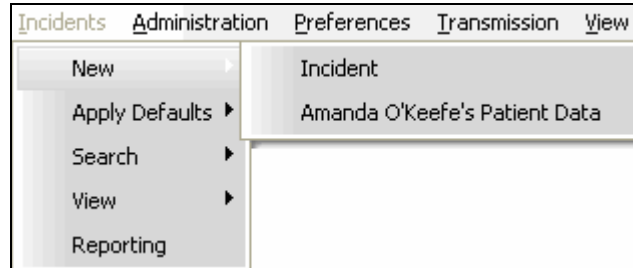 Incidents Administration Preferences Transmission View
New
Incident
Apply Defaults
Amanda O'Keefe's Patient Data
Search
View
Reporting